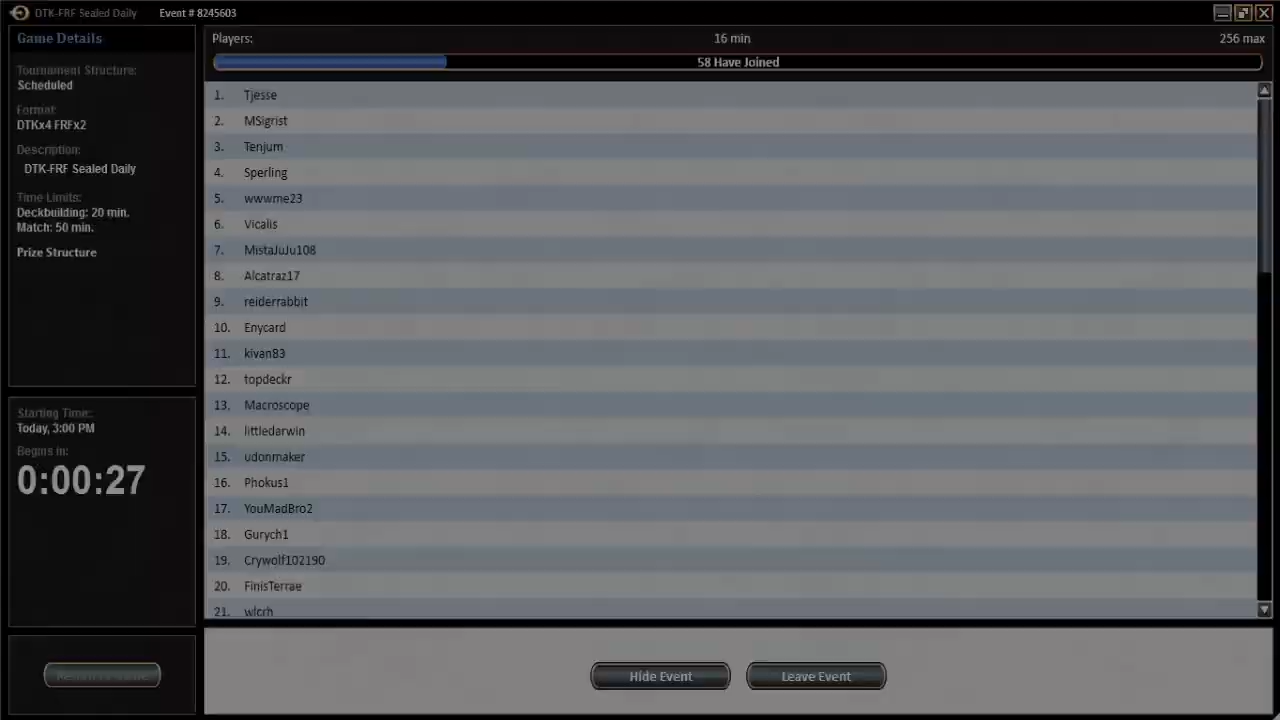 DTK-FRF Sealed Daily Event # 8245603
Game Details
Tournament Structure:
Scheduled
Format:
DTKx4 FRFx2
Description:
DTK-FRF Sealed Daily
Time Limits:
Deckbuilding: 20 min.
Match: 50 min.
Prize Structure
Starting Time:
Today, 3:00 PM
Begins in:
0:00:27
Players: 16 min 256 max
58 Have Joined
1. Tjesse
2. MSigrist
3. Tenjum
4. Sperling
5. wwwme23
6. Vicalis
7. MistaJuJu108
8. Alcatraz17
9. reiderrabbit
10. Enycard
11. kivan83
12. topdeckr
13. Macroscope
14. littledarwin
15. udonmaker
16. Phokus1
17. YouMadBro2
18. Gurych1
19. Crywolf102190
20. FinisTerrae
21. wlcrh
Hide Event Leave Event